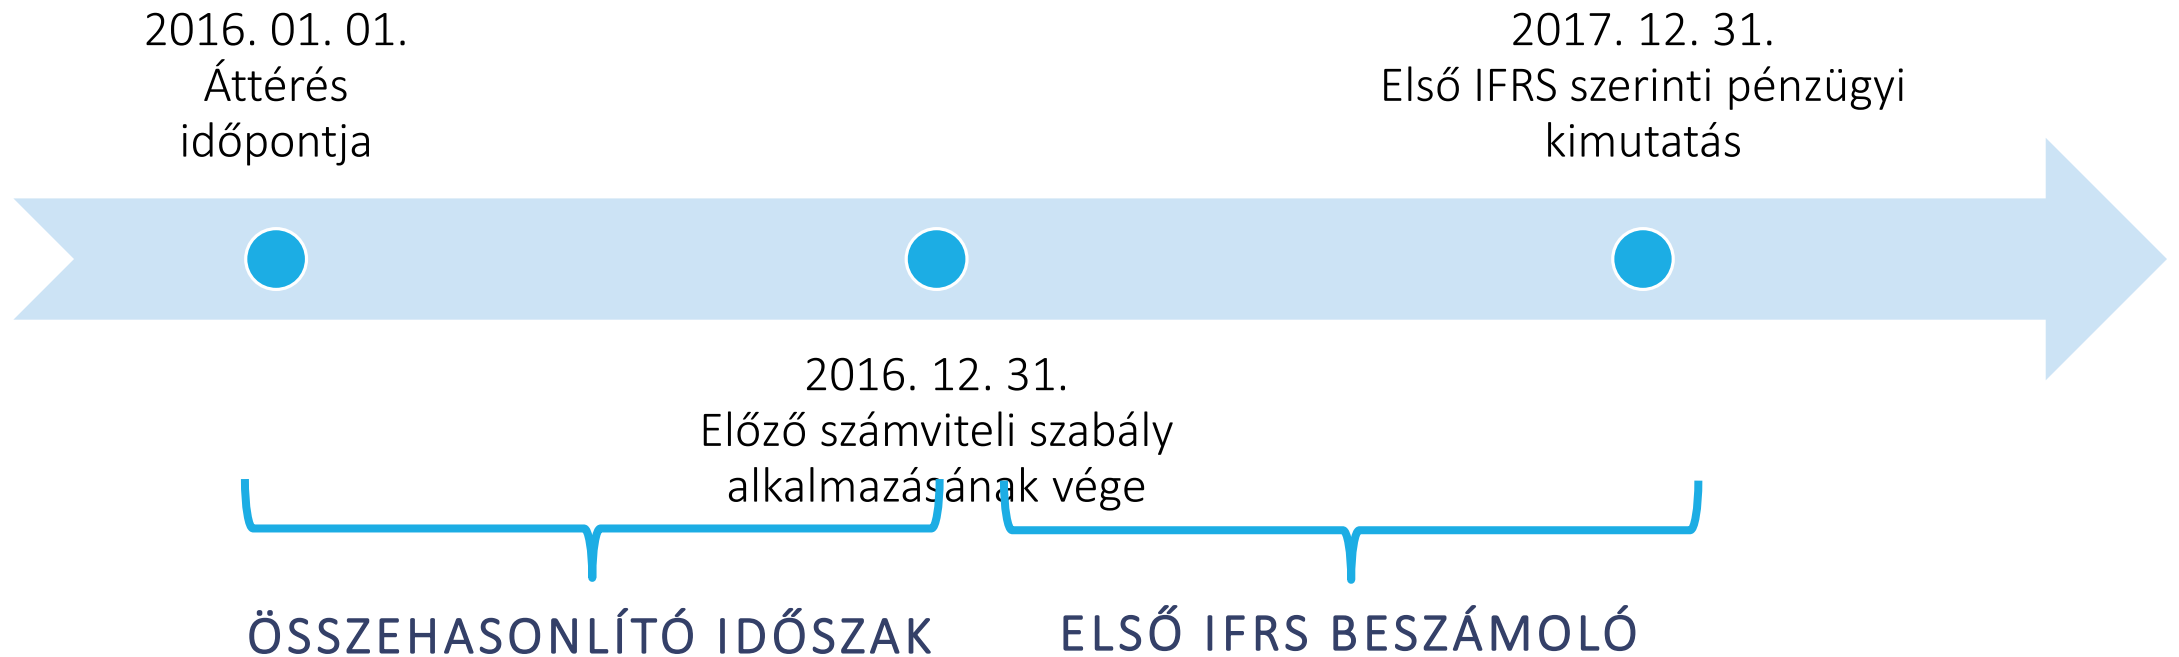 2016. 01. 01.
Áttérés
időpontja
2017. 12. 31.
Első IFRS szerinti pénzügyi
kimutatás
2016. 12. 31.
Előző számviteli szabály
alkalmazásának vége
ÖSSZEHASONLÍTÓ IDŐSZAK
ELSŐ IFRS BESZÁMOLÓ